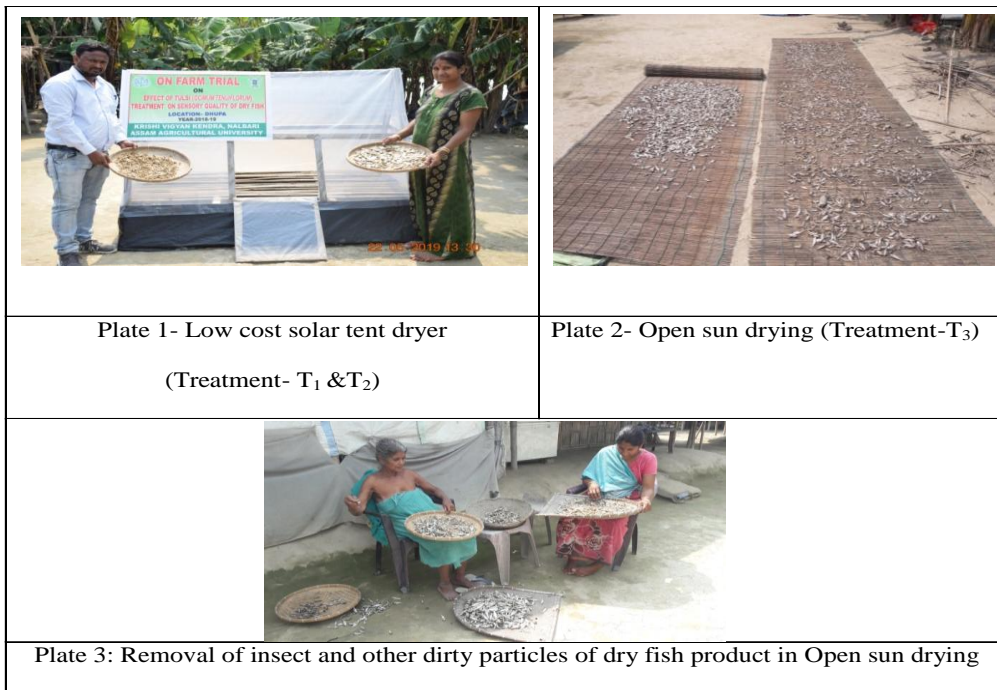 ON FARM TRIAL
ON
EFFECT OF TULSI (OCIMUM TENUIFLORUM)
TREATMENT ON SENSORY QUALITY OF DRY FISH
LOCATION- DHUPA
YEAR-2018-19
KRISHI VIGYAN KENDRA, NALBARI
ASSAM AGRICULTURAL UNIVERSITY
22 05 2019 13:30
Plate 1- Low cost solar tent dryer
(Treatment- T₁ &T₂)
Plate 2- Open sun drying (Treatment-T₃)
Plate 3: Removal of insect and other dirty particles of dry fish product in Open sun drying